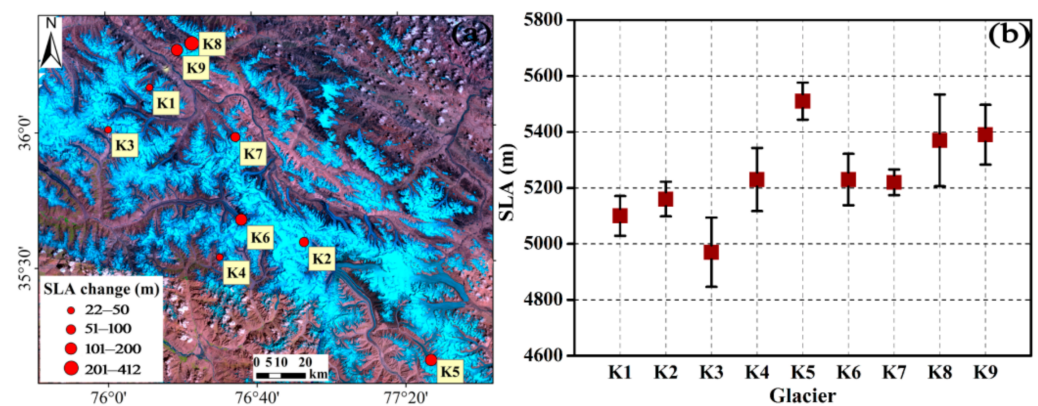 N
(a)
K8
K9
K1
K3
K7
K6
K2
K4
K5
36°0'
35°30'
SLA change (m)
22–50
51–100
101–200
201–412
0 5 10 20
km
76°0'
76°40'
77°20'
(b)
5800
5600
5400
5200
5000
4800
4600
SLA (m)
K1 K2 K3 K4 K5 K6 K7 K8 K9
Glacier